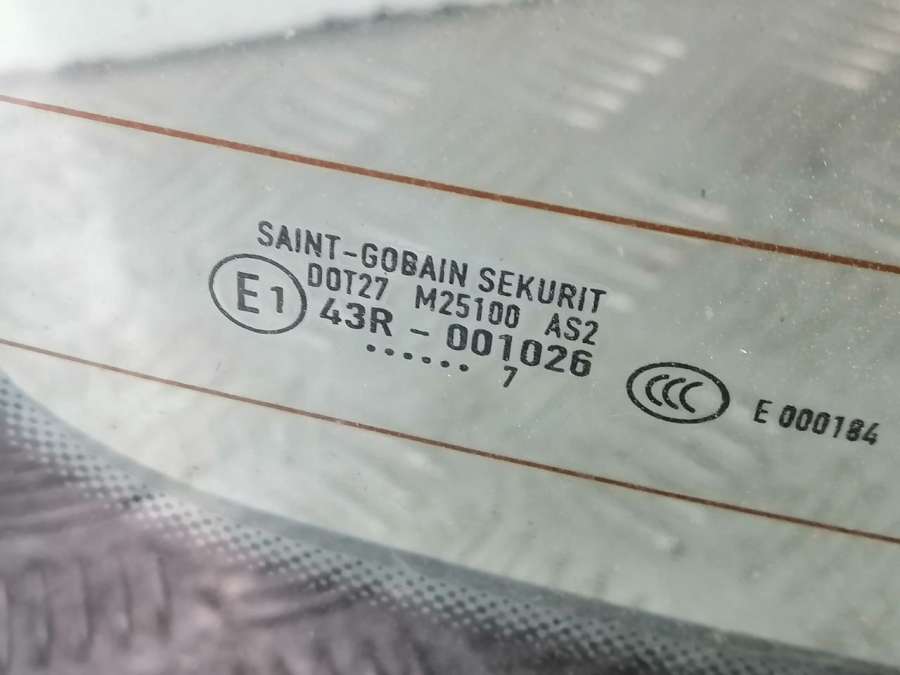 SAINT-GOBAIN SEKURIT
E1
DOT27 M25100 AS2
43R - 001026
...... 7
CCC
E 000184